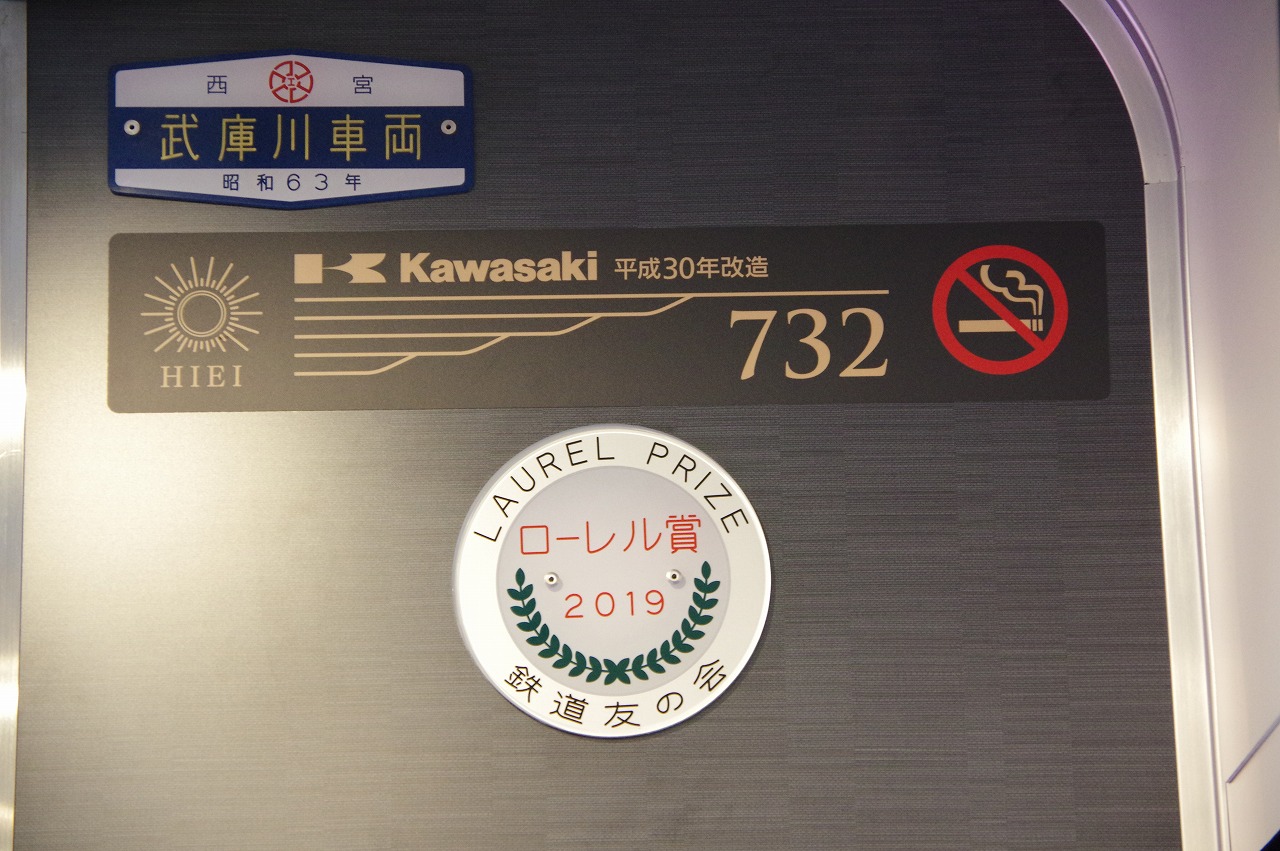 西 宮
武庫川車両
昭和63年
Kawasaki 平成30年改造
HIEI
732
LAUREL PRIZE
ローレル賞
2019
鉄道友の会